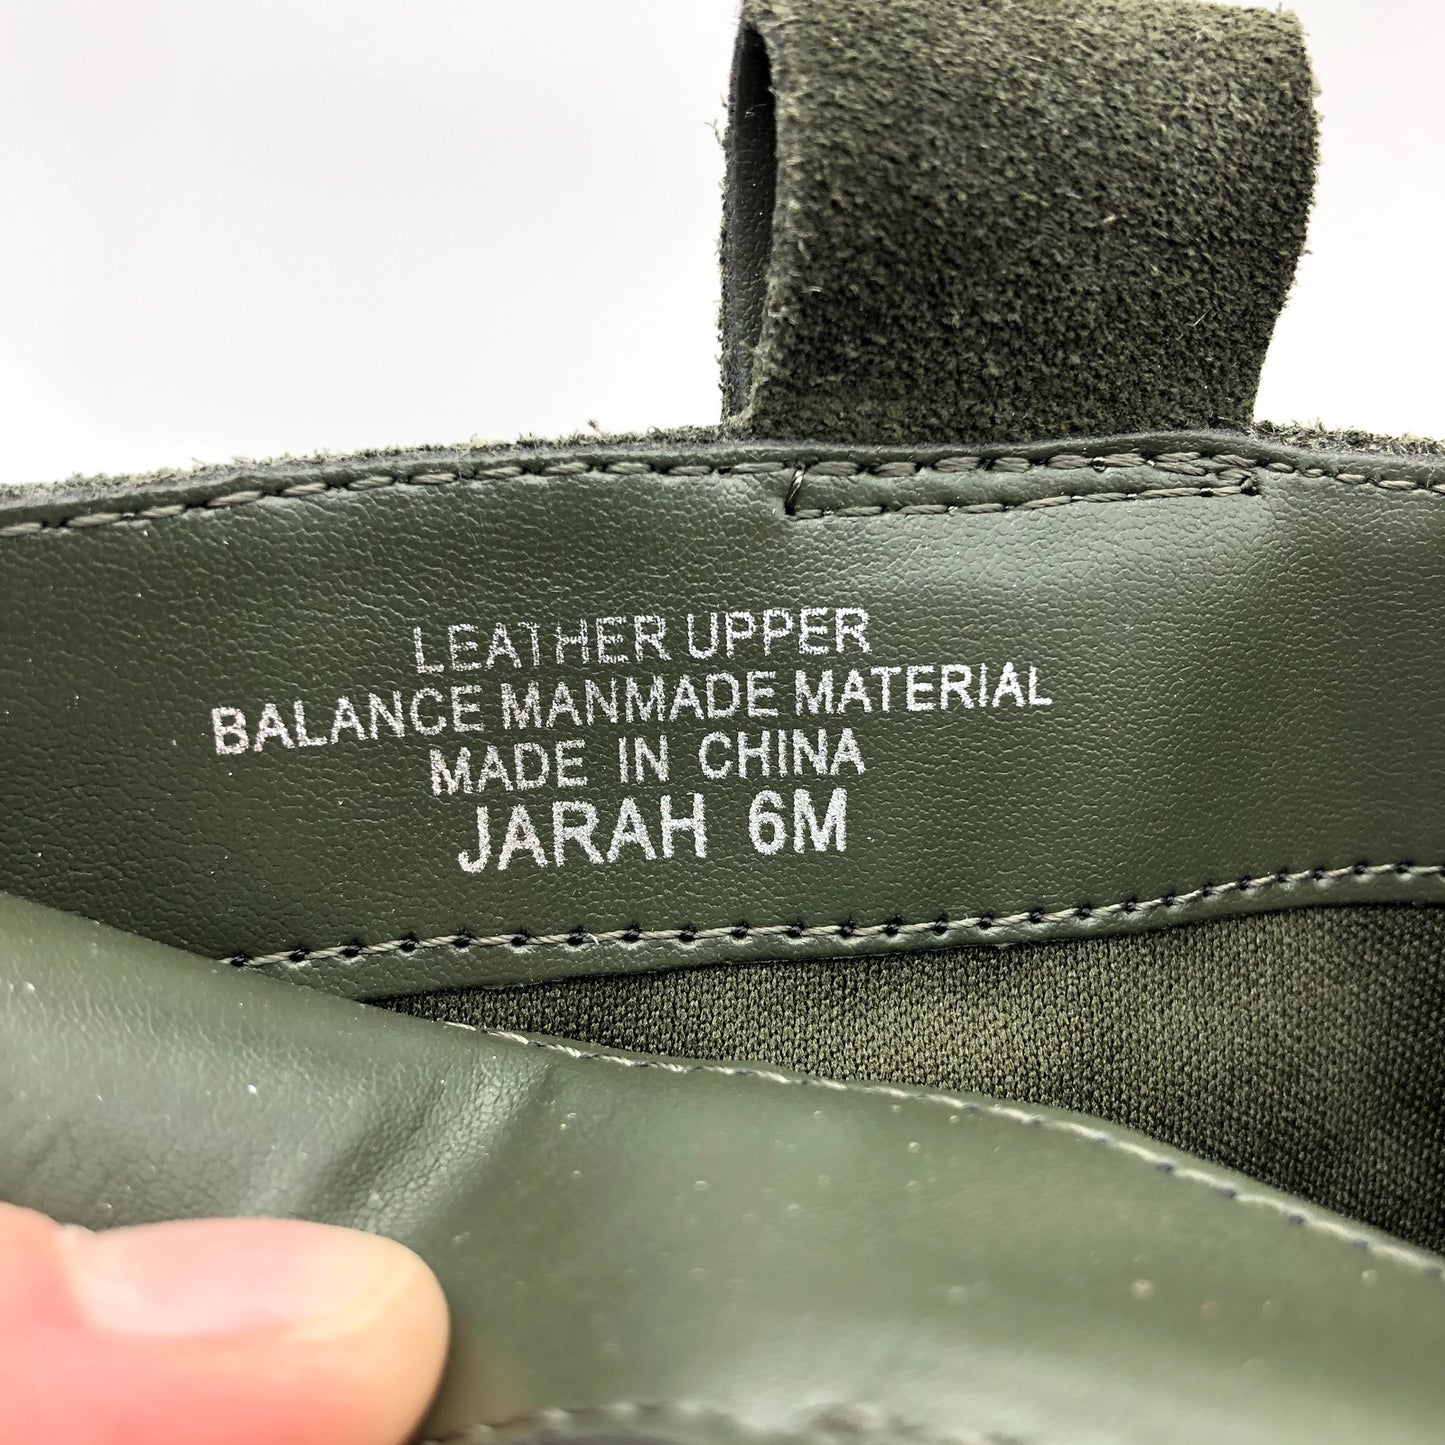 LEATHER UPPER
BALANCE MANMADE MATERIAL
MADE IN CHINA
JARAH 6M